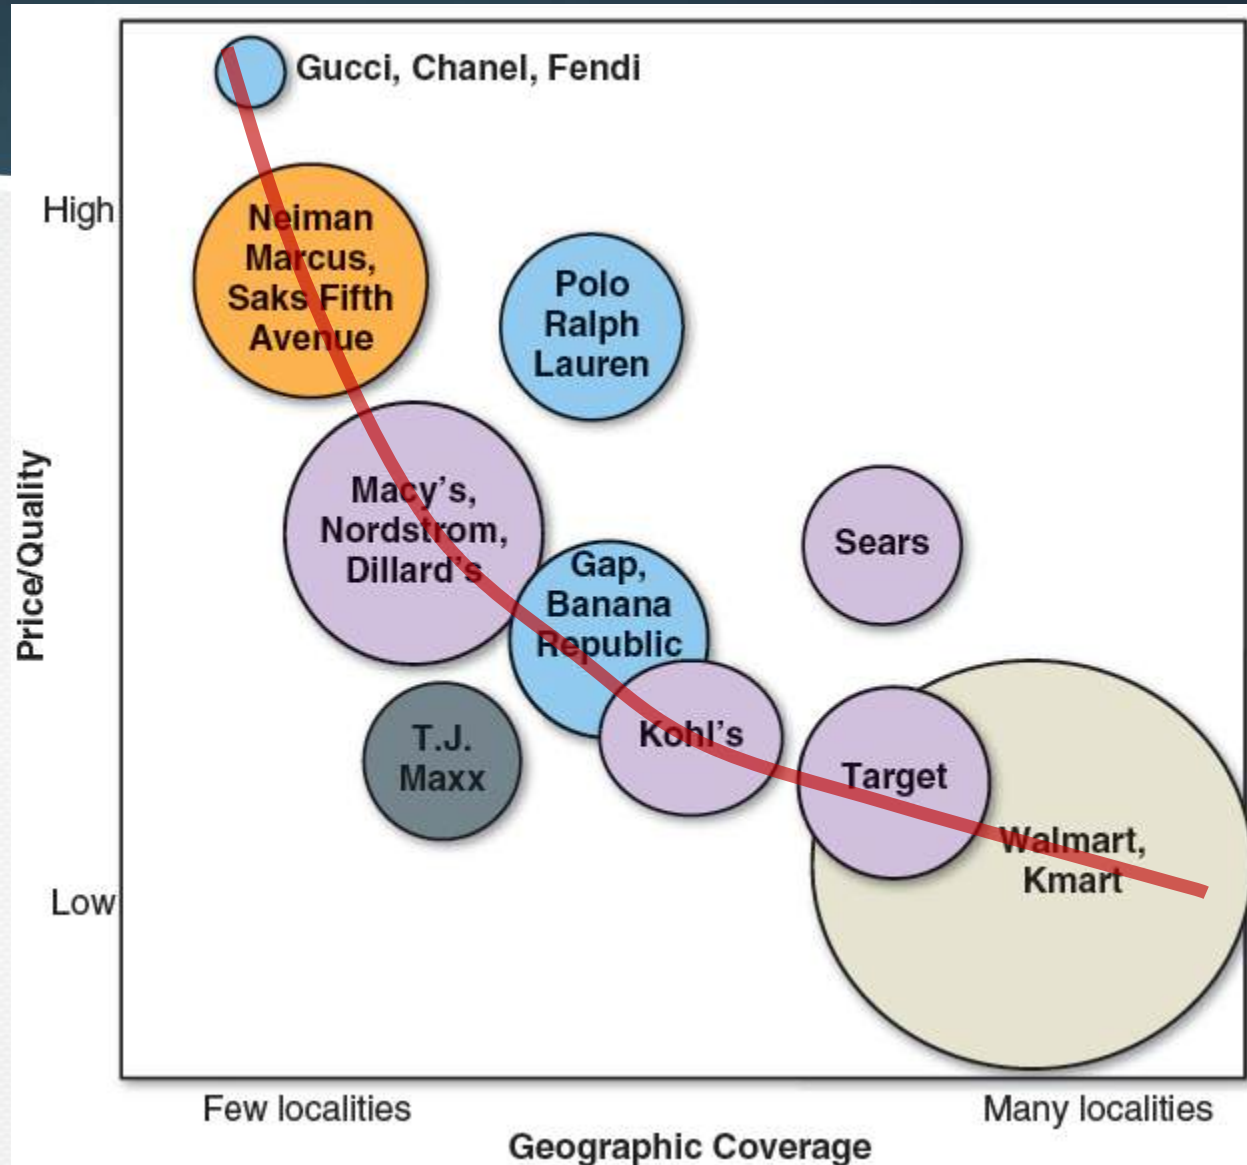 Gucci, Chanel, Fendi
High
Neiman
Marcus,
Saks Fifth
Avenue
Polo
Ralph
Lauren
Macy's,
Nordstrom,
Dillard's
Gap,
Banana
Republic
Sears
Price/Quality
T.J.
Maxx
Kohl's
Target
Walmart,
Kmart
Low
Few localities
Many localities
Geographic Coverage